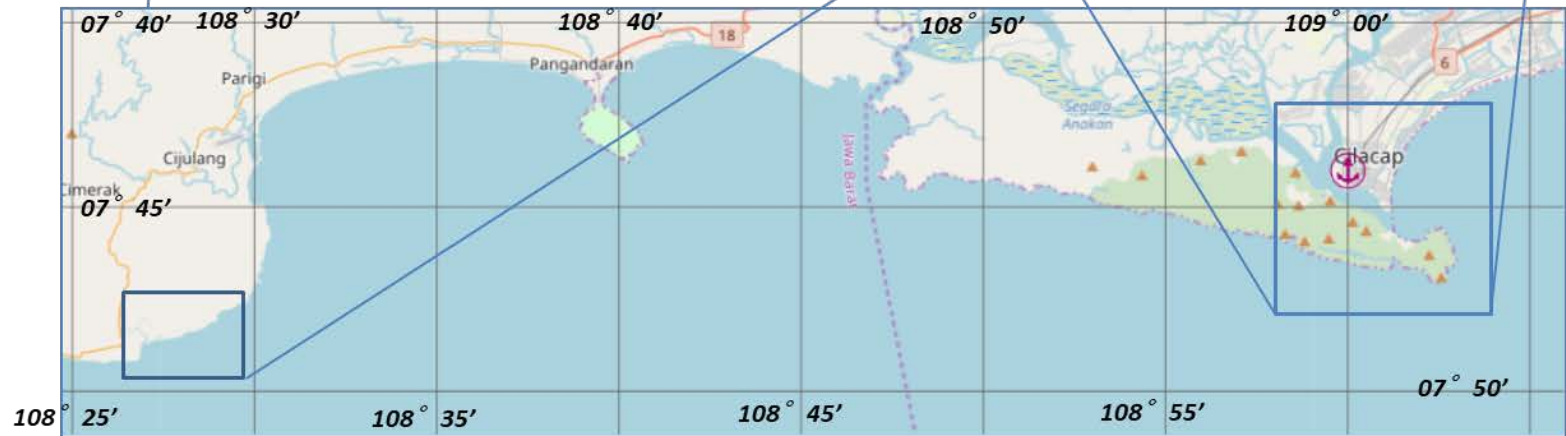 07° 40'
108° 30'
108° 40'
108° 50'
109° 00'
18
6
Parigi
Pangandaran
Segara
Anakan
Cijulang
Jawa Barat
Cilacap
Cimerak
07° 45'
07° 50'
108° 25'
108° 35'
108° 45'
108° 55'